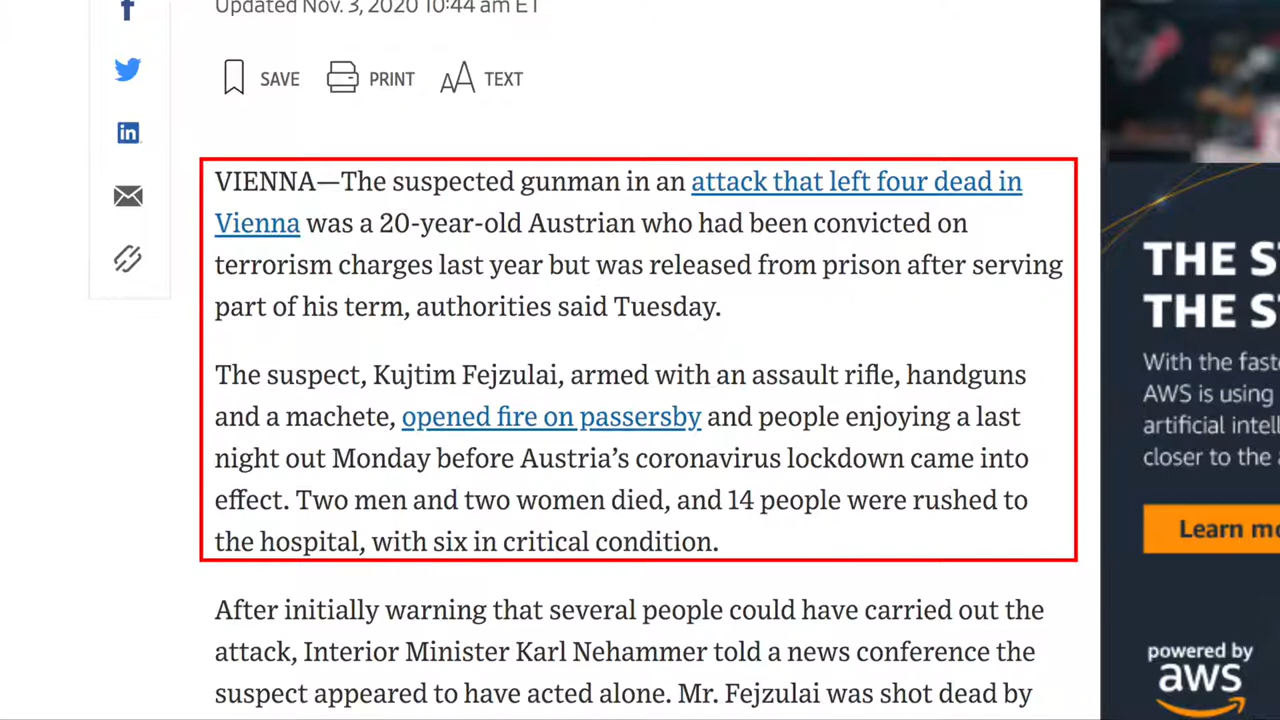 Updated Nov. 3, 2020 10:44 am ET
SAVE PRINT AA TEXT
VIENNA—The suspected gunman in an attack that left four dead in
Vienna was a 20-year-old Austrian who had been convicted on
terrorism charges last year but was released from prison after serving
part of his term, authorities said Tuesday.
The suspect, Kujtim Fejzulai, armed with an assault rifle, handguns
and a machete, opened fire on passersby and people enjoying a last
night out Monday before Austria’s coronavirus lockdown came into
effect. Two men and two women died, and 14 people were rushed to
the hospital, with six in critical condition.
After initially warning that several people could have carried out the
attack, Interior Minister Karl Nehammer told a news conference the
suspect appeared to have acted alone. Mr. Fejzulai was shot dead by
THE S
THE S
With the fast
AWS is using
artificial intell
closer to the
Learn mo
powered by
aws